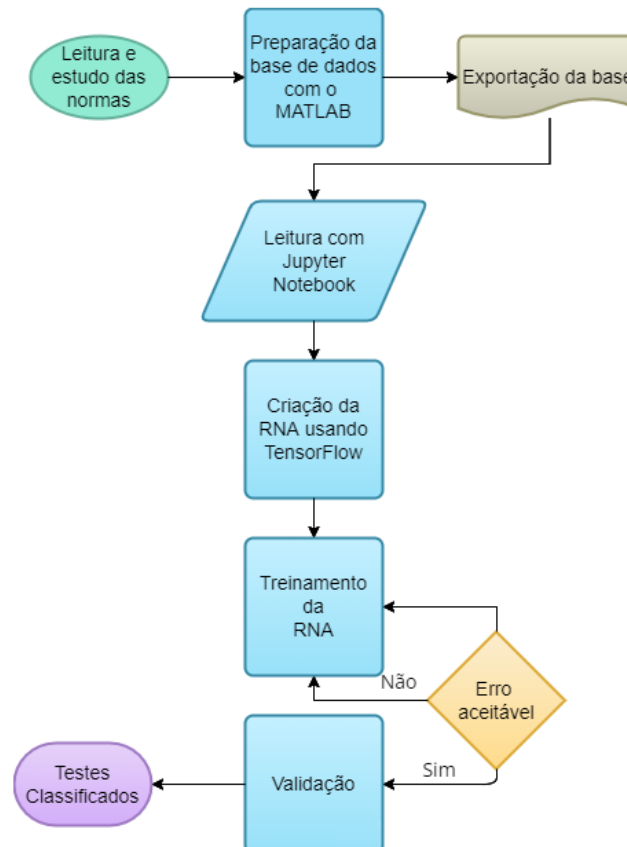 Leitura e
estudo das
normas
Preparação da
base de dados
com o
MATLAB
Exportação da base
Leitura com
Jupyter
Notebook
Criação da
RNA usando
TensorFlow
Treinamento
da
RNA
Não
Erro
aceitável
Sim
Validação
Testes
Classificados